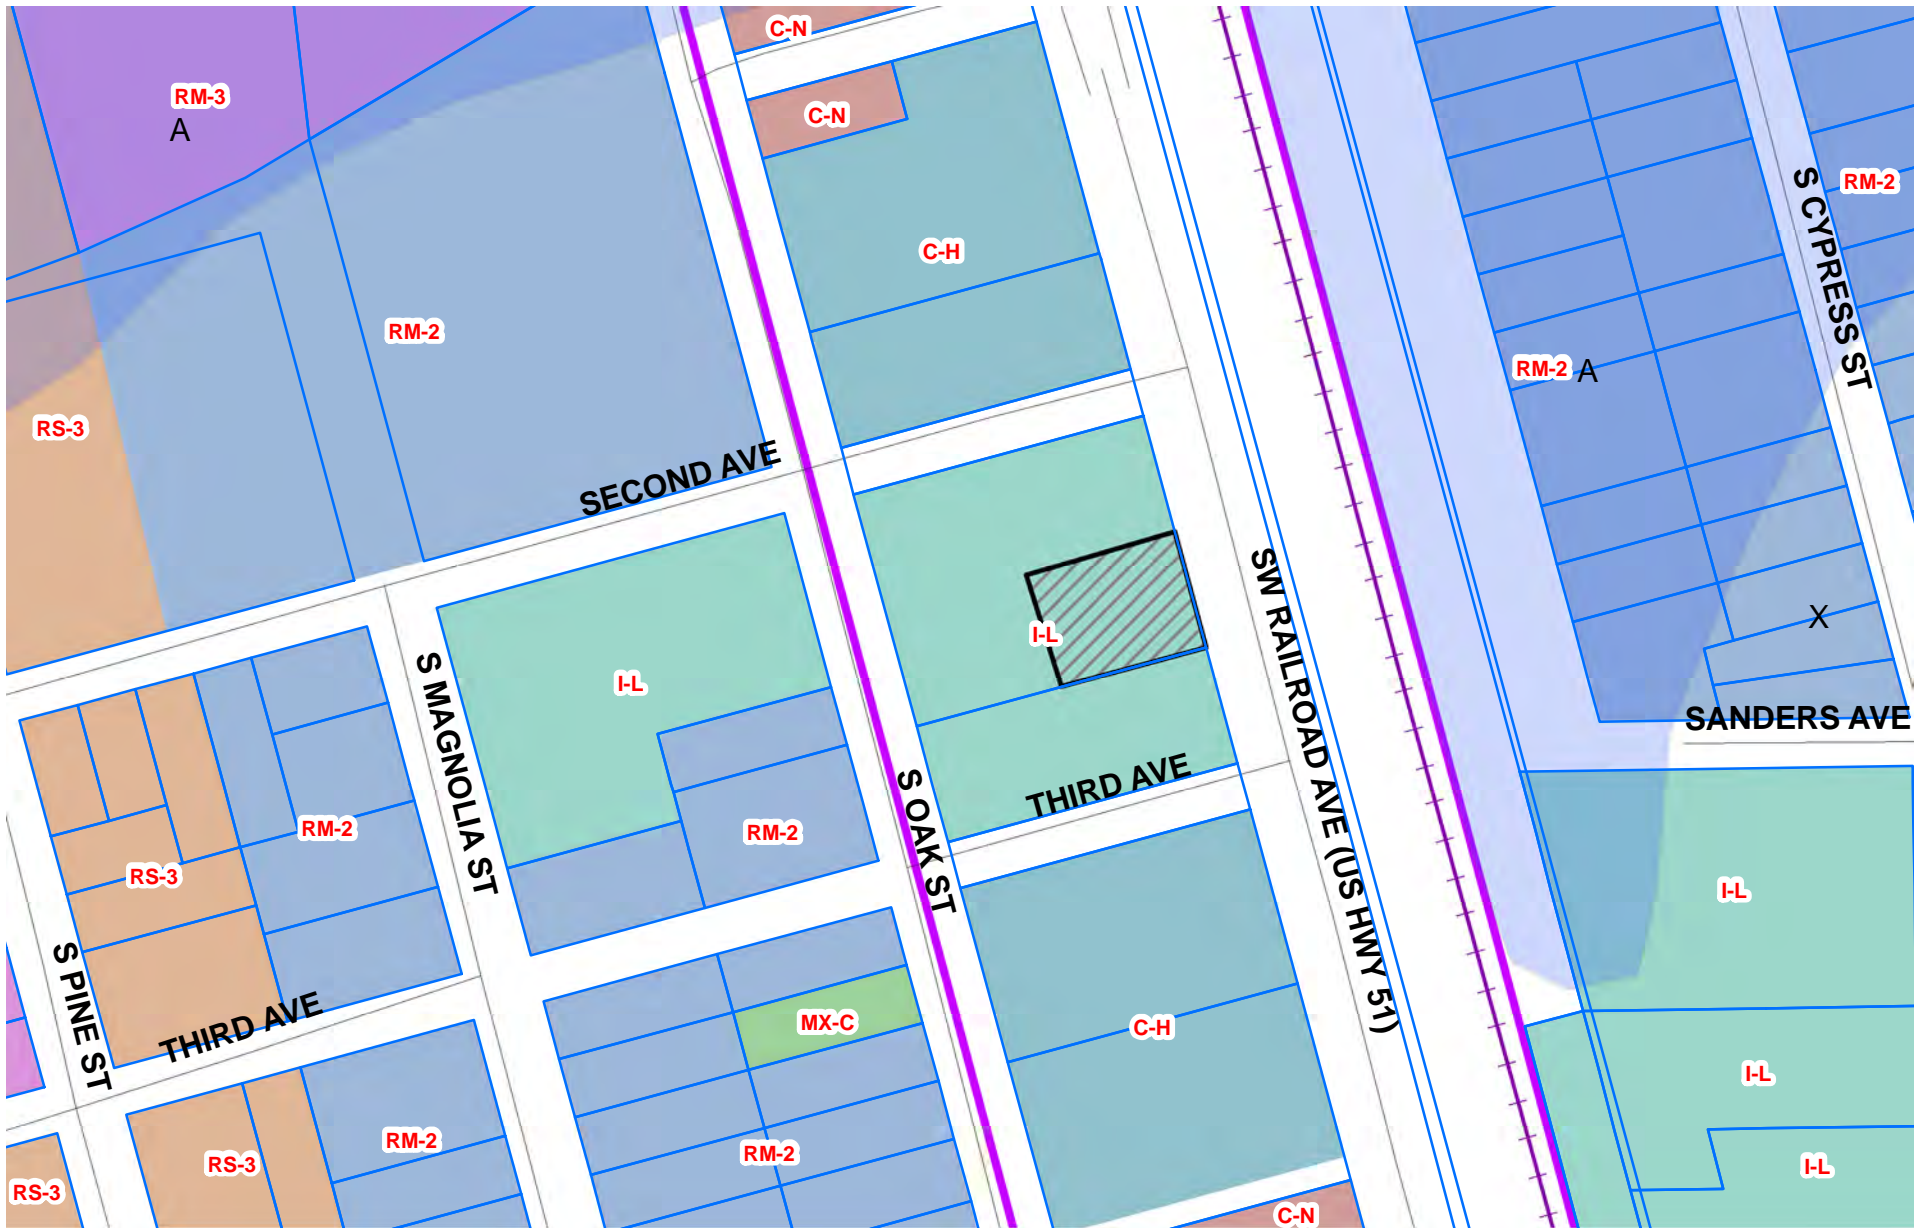 C-N
RM-3
A
C-N
S CYPRESS ST
RM-2
C-H
RM-2
RM-2 A
RS-3
SECOND AVE
I-L
SW RAILROAD AVE (US HWY 51)
X
I-L
S MAGNOLIA ST
SANDERS AVE
THIRD AVE
S OAK ST
RM-2
RM-2
RS-3
I-L
S PINE ST
THIRD AVE
MX-C
C-H
I-L
RM-2
RM-2
RS-3
I-L
RS-3
C-N